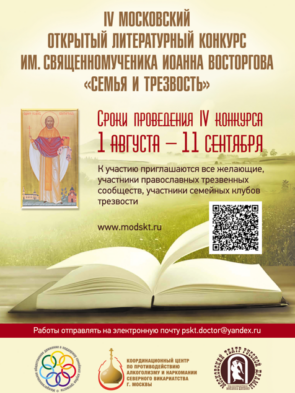 IV МОСКОВСКИЙ
ОТКРЫТЫЙ ЛИТЕРАТУРНЫЙ КОНКУРС
ИМ. СВЯЩЕННОМУЧЕНИКА ИОАННА ВОСТОРГОВА
«СЕМЬЯ И ТРЕЗВОСТЬ»
СРОКИ ПРОВЕДЕНИЯ IV КОНКУРСА
1 АВГУСТА – 11 СЕНТЯБРЯ
К участию приглашаются все желающие,
участники православных трезвенных
сообществ, участники семейных клубов
трезвости
www.modskt.ru
Работы отправлять на электронную почту pskt.doctor@yandex.ru
КООРДИНАЦИОННЫЙ ЦЕНТР
ПО ПРОТИВОДЕЙСТВИЮ
АЛКОГОЛИЗМУ И НАРКОМАНИИ
СЕВЕРНОГО ВИКАРИАТСТВА
Г. МОСКВЫ